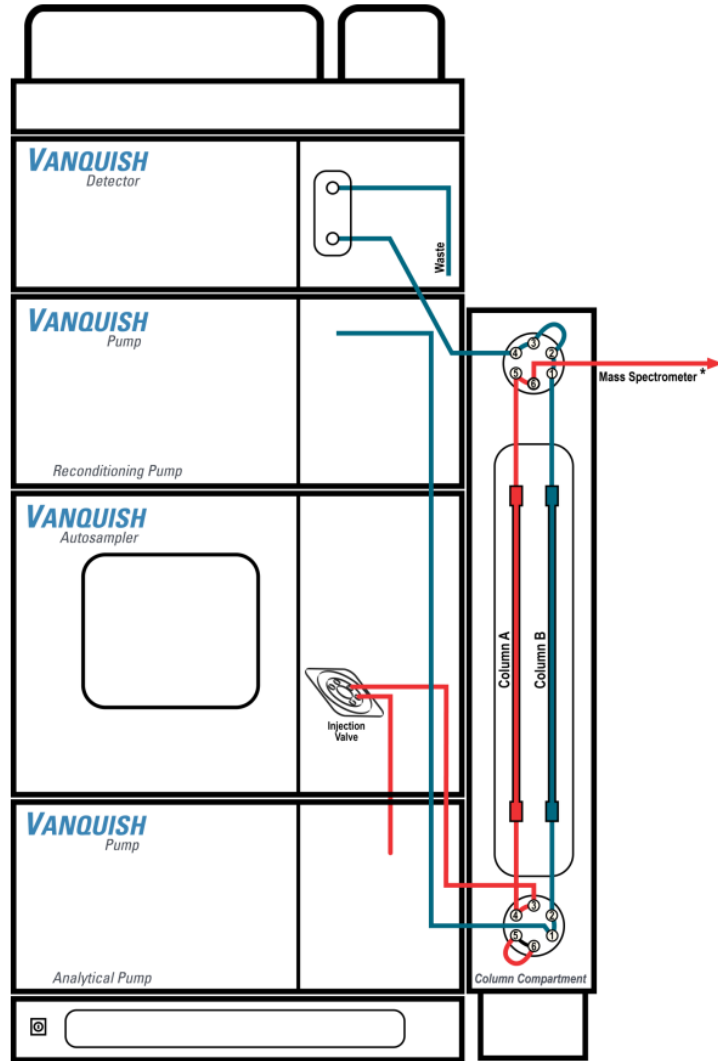 VANQUISH
Detector
Waste
VANQUISH
Pump
Reconditioning Pump
3
4
2
5
1
6
Mass Spectrometer *
VANQUISH
Autosampler
Column A
Column B
Injection
Valve
VANQUISH
Pump
Analytical Pump
3
4
2
5
1
6
Column Compartment